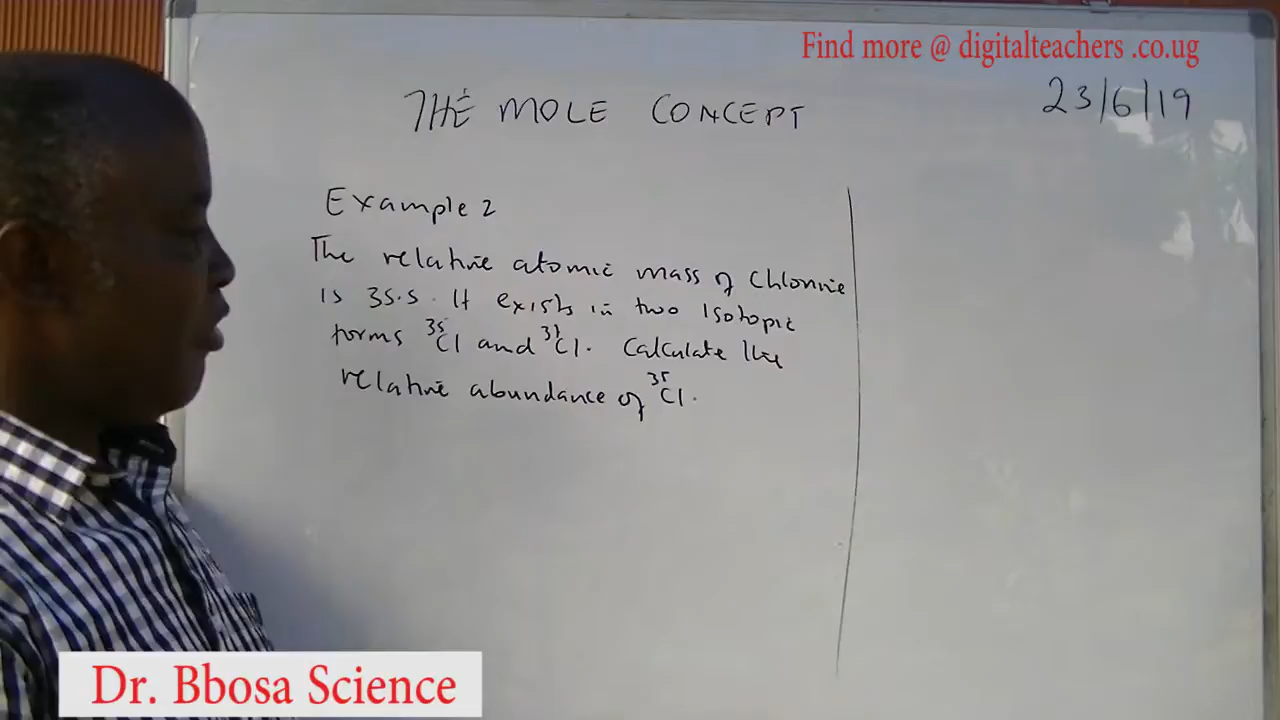 Find more @ digitalteachers .co.ug
THE MOLE CONCEPT
23/6/19
Example 2
The relative atomic mass of Chlorine
is 35.5. It exists in two Isotopic
forms ³⁵Cl and ³⁷Cl. Calculate the
relative abundance of ³⁵Cl.
Dr. Bbosa Science